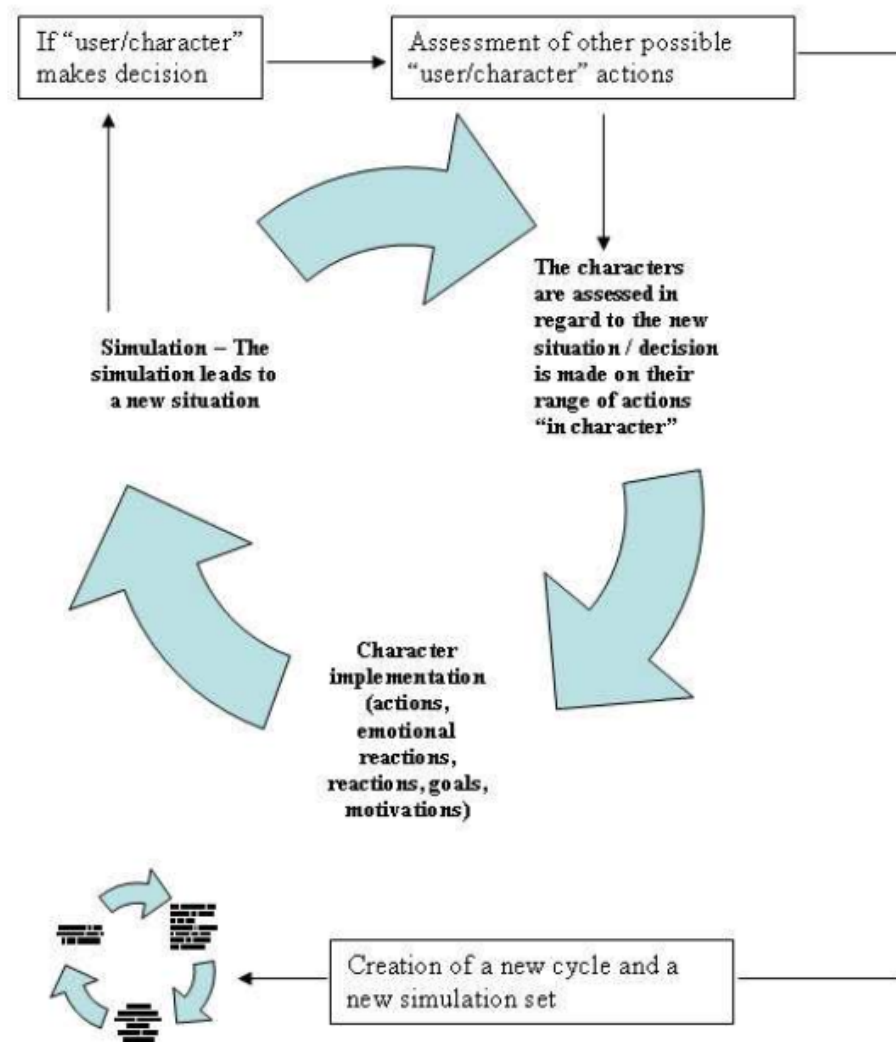 If “user/character”
makes decision
Assessment of other possible
“user/character” actions
The characters
are assessed in
regard to the new
situation / decision
is made on their
range of actions
“in character”
Simulation – The
simulation leads to
a new situation
Character
implementation
(actions,
emotional
reactions,
reactions, goals,
motivations)
Creation of a new cycle and a
new simulation set